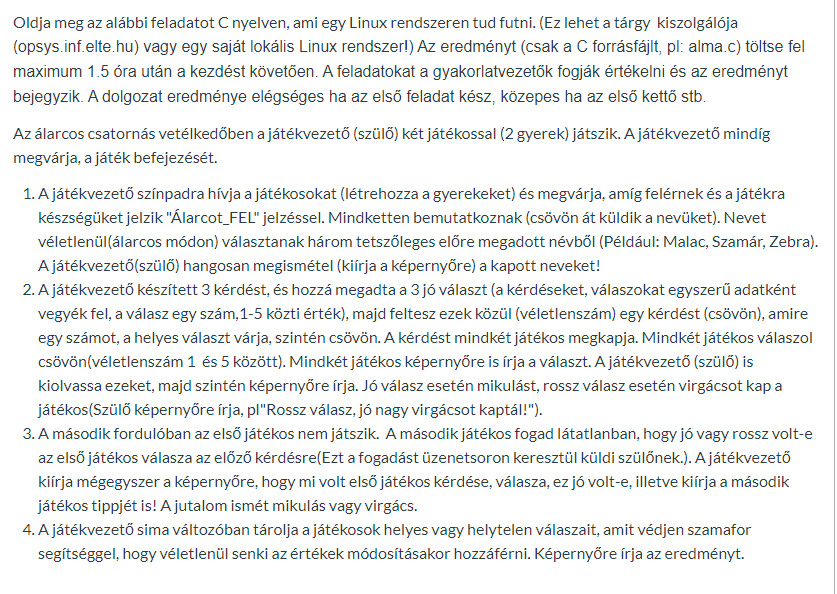 Oldja meg az alábbi feladatot C nyelven, ami egy Linux rendszeren tud futni. (Ez lehet a tárgy kiszolgálója
(opsys.inf.elte.hu) vagy egy saját lokális Linux rendszer!) Az eredményt (csak a C forrásfájlt, pl: alma.c) töltse fel
maximum 1.5 óra után a kezdést követően. A feladatokat a gyakorlatvezetők fogják értékelni és az eredményt
bejegyzik. A dolgozat eredménye elégséges ha az első feladat kész, közepes ha az első kettő stb.
Az álarcos csatornás vetélkedőben a játékvezető (szülő) két játékossal (2 gyerek) játszik. A játékvezető mindíg
megvárja, a játék befejezését.
1. A játékvezető színpadra hívja a játékosokat (létrehozza a gyerekeket) és megvárja, amíg felérnek és a játékra
készségüket jelzik "Álarcot_FEL" jelzéssel. Mindketten bemutatkoznak (csövön át küldik a nevüket). Nevet
véletlenül(álarcos módon) választanak három tetszőleges előre megadott névből (Például: Malac, Szamár, Zebra).
A játékvezető(szülő) hangosan megismétel (kiírja a képernyőre) a kapott neveket!
2. A játékvezető készített 3 kérdést, és hozzá megadta a 3 jó választ (a kérdéseket, válaszokat egyszerű adatként
vegyék fel, a válasz egy szám,1-5 közti érték), majd feltesz ezek közül (véletlenszám) egy kérdést (csövön), amire
egy számot, a helyes választ várja, szintén csövön. A kérdést mindkét játékos megkapja. Mindkét játékos válaszol
csövön(véletlenszám 1 és 5 között). Mindkét játékos képernyőre is írja a választ. A játékvezető (szülő) is
kiolvassa ezeket, majd szintén képernyőre írja. Jó válasz esetén mikulást, rossz válasz esetén virgácsot kap a
játékos(Szülő képernyőre írja, pl"Rossz válasz, jó nagy virgácsot kaptál!").
3. A második fordulóban az első játékos nem játszik. A második játékos fogad látatlanban, hogy jó vagy rossz volt-e
az első játékos válasza az előző kérdésre(Ezt a fogadást üzenetsoron keresztül küldi szülőnek.). A játékvezető
kiírja mégegyszer a képernyőre, hogy mi volt első játékos kérdése, válasza, ez jó volt-e, illetve kiírja a második
játékos tippjét is! A jutalom ismét mikulás vagy virgács.
4. A játékvezető sima változóban tárolja a játékosok helyes vagy helytelen válaszait, amit védjen szamafor
segítséggel, hogy véletlenül senki az értékek módosításakor hozzáférni. Képernyőre írja az eredményt.